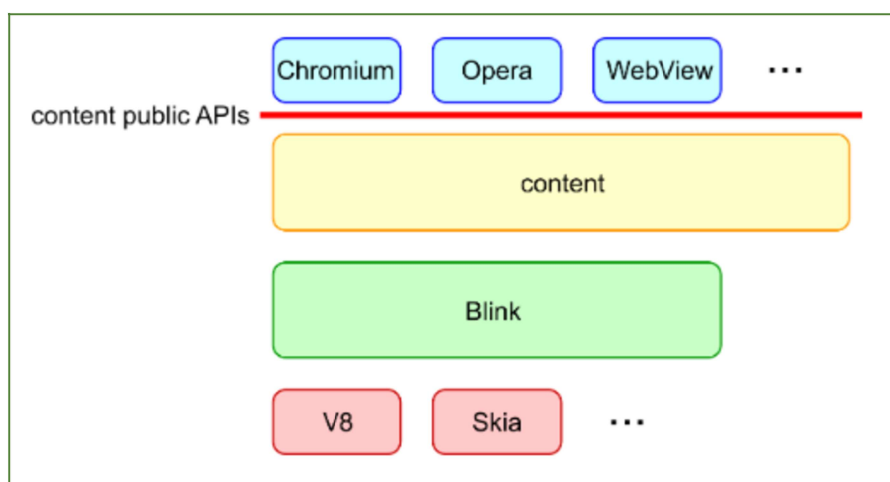 Chromium Opera WebView ...
content public APIs
content
Blink
V8 Skia ...